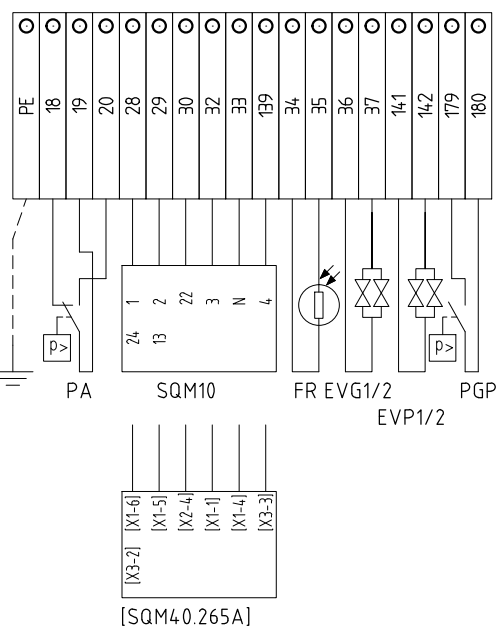 PE 18 19 20 28 29 30 32 33 139 34 35 36 37 141 142 179 180
1 2 22 3 N 4
24 13
p> p>
PA SQM10 FR EVG1/2 PGP
EVP1/2
[X1-6] [X1-5] [X2-4] [X1-1] [X1-4] [X3-3]
[X3-2]
[SQM40.265A]